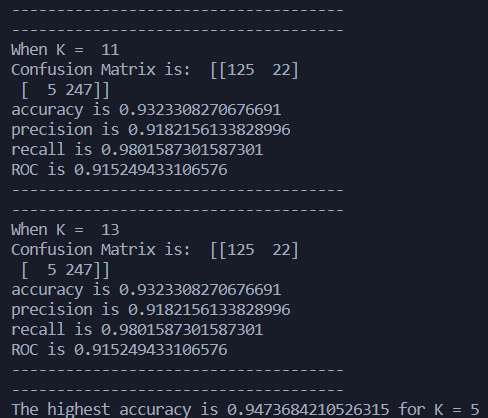 -------------------------------------
-------------------------------------
When K =  11
Confusion Matrix is:  [[125  22]
 [  5 247]]
accuracy is 0.9323308270676691
precision is 0.9182156133828996
recall is 0.9801587301587301
ROC is 0.915249433106576
-------------------------------------
-------------------------------------
When K =  13
Confusion Matrix is:  [[125  22]
 [  5 247]]
accuracy is 0.9323308270676691
precision is 0.9182156133828996
recall is 0.9801587301587301
ROC is 0.915249433106576
-------------------------------------
-------------------------------------
The highest accuracy is 0.9473684210526315 for K = 5